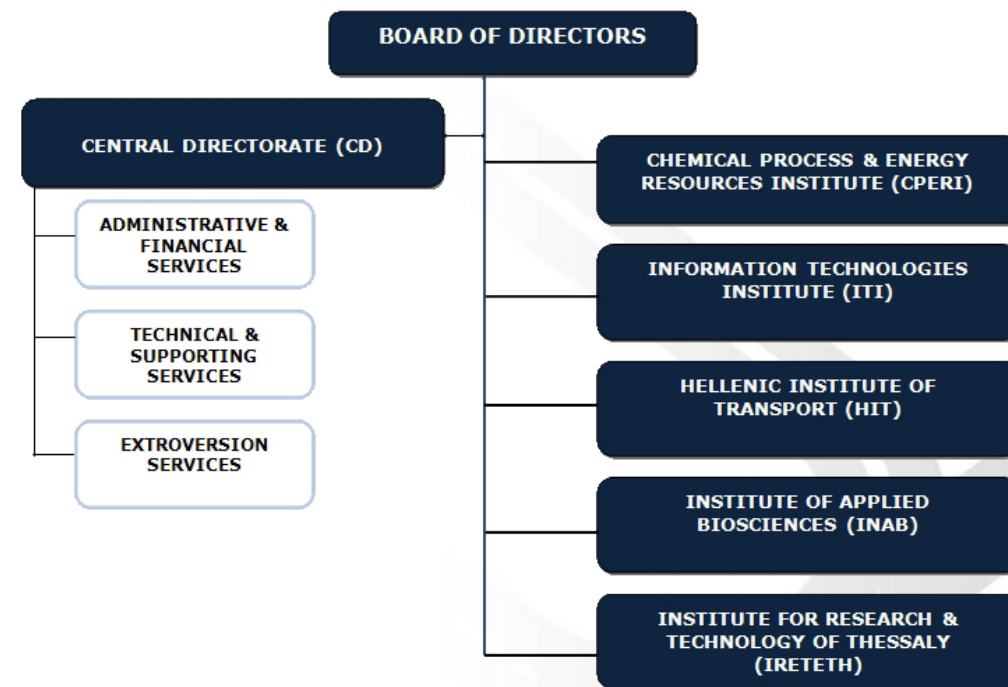 BOARD OF DIRECTORS
CENTRAL DIRECTORATE (CD)
ADMINISTRATIVE &
FINANCIAL
SERVICES
TECHNICAL &
SUPPORTING
SERVICES
EXTROVERSION
SERVICES
CHEMICAL PROCESS & ENERGY
RESOURCES INSTITUTE (CPERI)
INFORMATION TECHNOLOGIES
INSTITUTE (ITI)
HELLENIC INSTITUTE OF
TRANSPORT (HIT)
INSTITUTE OF APPLIED
BIOSCIENCES (INAB)
INSTITUTE FOR RESEARCH &
TECHNOLOGY OF THESSALY
(IRETETH)